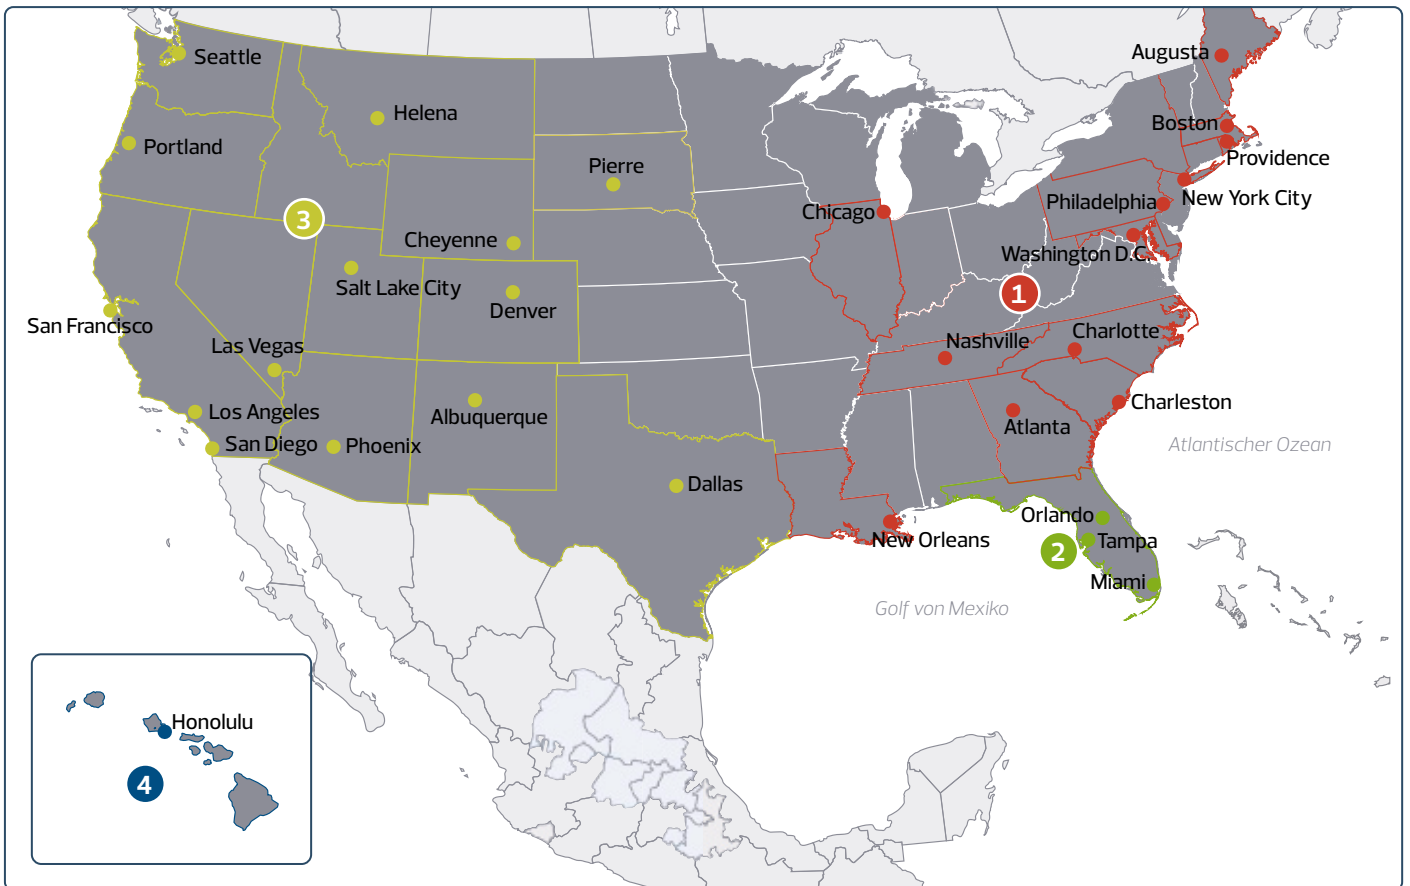 Seattle
Augusta
Helena
Boston
Portland
Providence
Pierre
New York City
Philadelphia
Chicago
3
Cheyenne
Washington D.C.
Salt Lake City
1
Denver
San Francisco
Charlotte
Nashville
Las Vegas
Los Angeles
Albuquerque
Charleston
Atlanta
San Diego
Phoenix
Atlantischer Ozean
Dallas
Orlando
New Orleans
Tampa
2
Miami
Golf von Mexiko
Honolulu
4